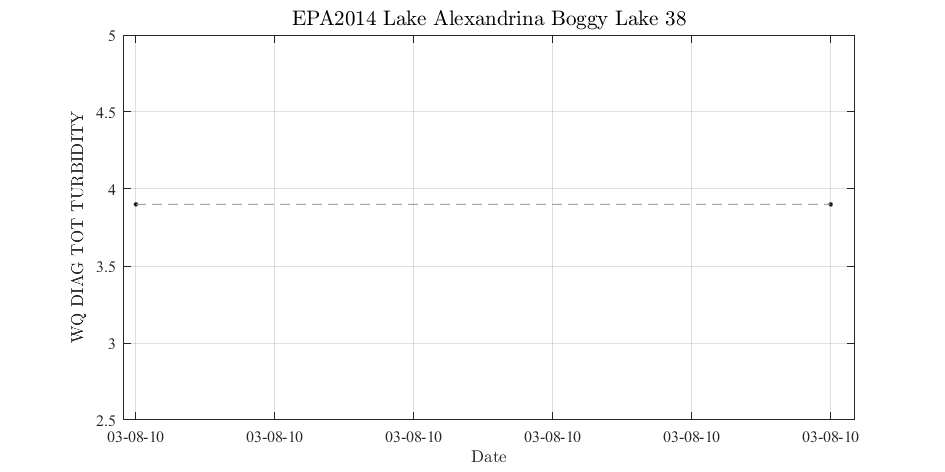 EPA2014 Lake Alexandrina Boggy Lake 38
WQ DIAG TOT TURBIDITY
5
4.5
4
3.5
3
2.5
03-08-10 03-08-10 03-08-10 03-08-10 03-08-10 03-08-10
Date